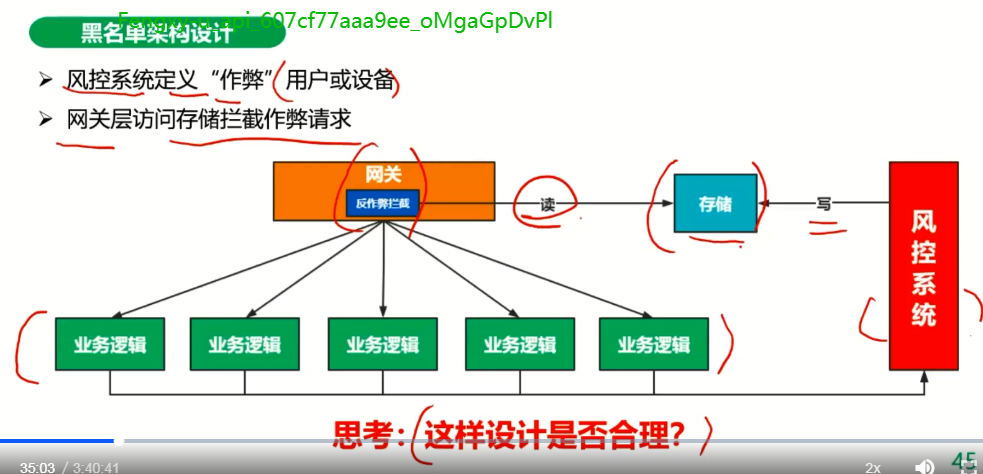 Fengxycu_api_607cf77aaa9ee_oMgaGpDvPl
黑名单架构设计
➢ 风控系统定义“作弊”用户或设备
➢ 网关层访问存储拦截作弊请求
网关
反作弊拦截
读
存储
写
风控系统
业务逻辑
业务逻辑
业务逻辑
业务逻辑
业务逻辑
思考：这样设计是否合理？
35:03 / 3:40:41
2x
45